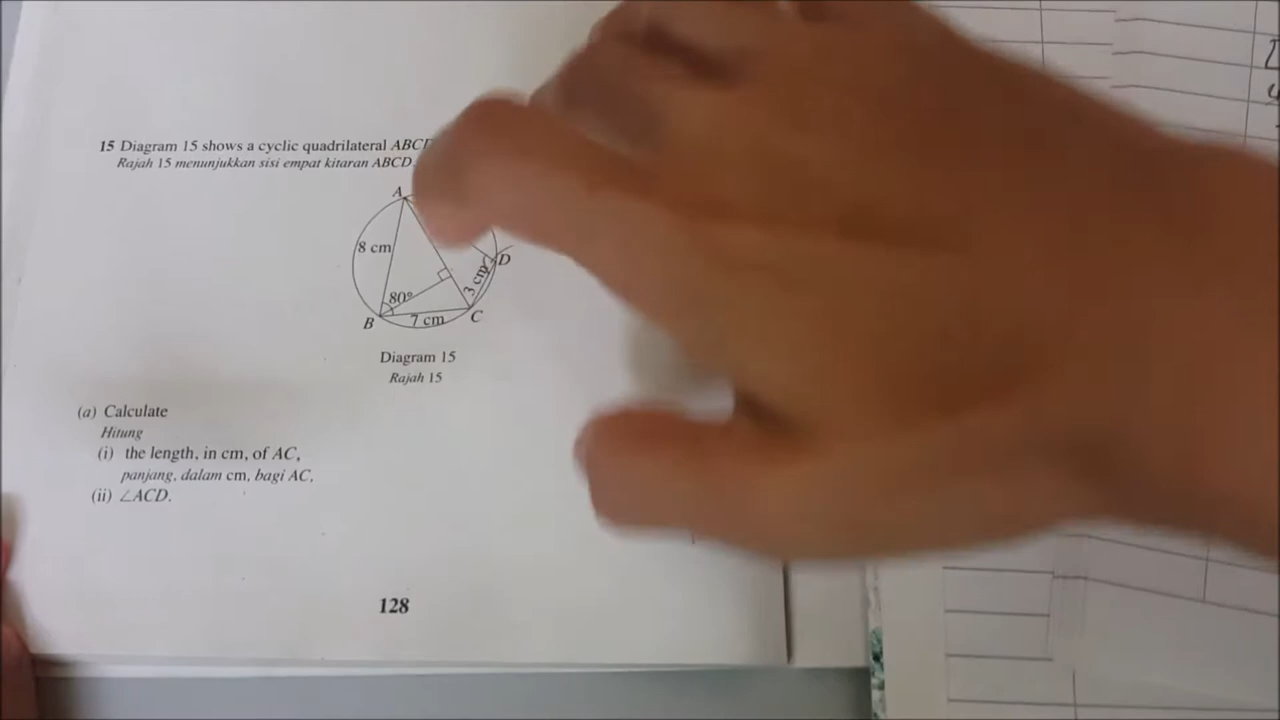 15 Diagram 15 shows a cyclic quadrilateral
Rajah 15 menunjukkan sisi empat kitaran ABCD
A
8 cm
D
3 cm
80°
B
7 cm
C
Diagram 15
Rajah 15
(a) Calculate
Hitung
(i) the length, in cm, of AC,
panjang, dalam cm, bagi AC,
(ii) ∠ACD.
128